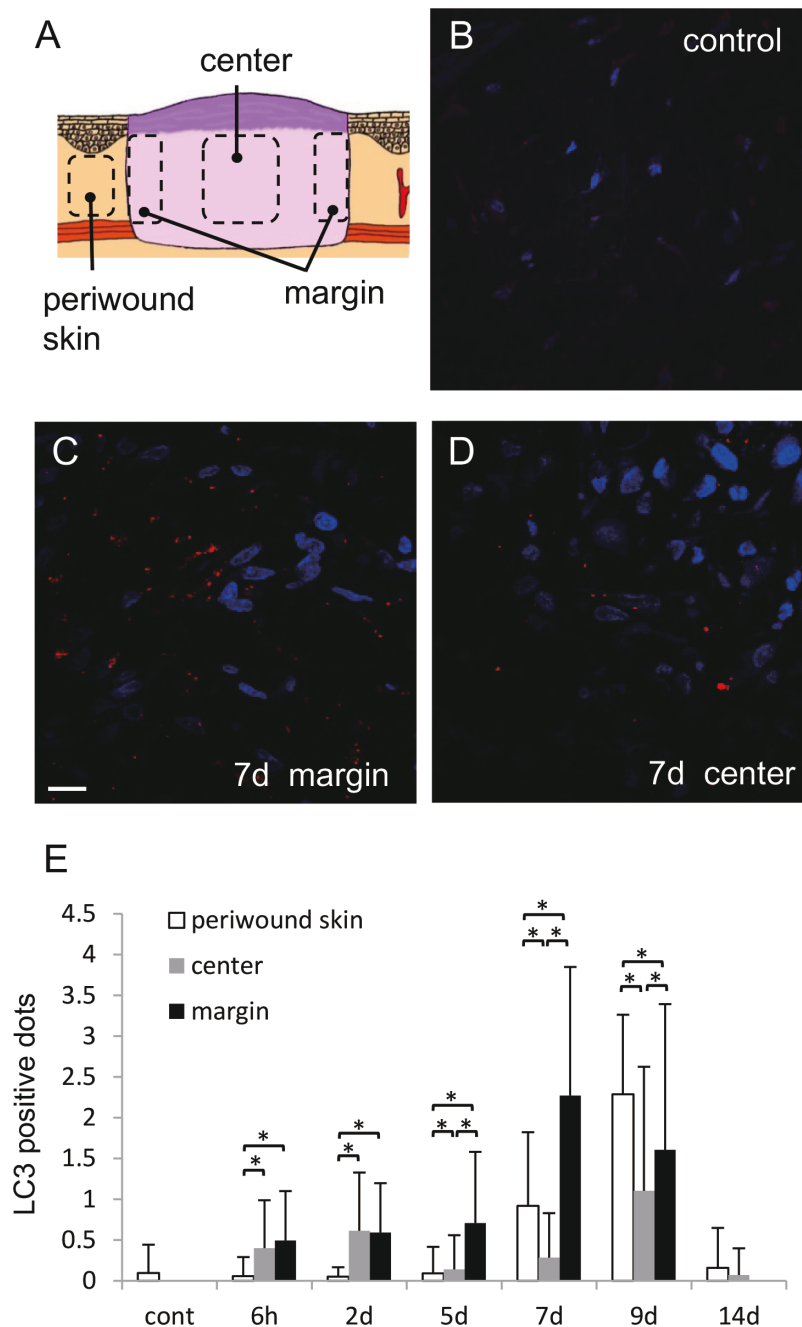 A
center
periwound
skin
margin
B
control
C
7d margin
D
7d center
E
LC3 positive dots
4.5
4
3.5
3
2.5
2
1.5
1
0.5
0
periwound skin
center
margin
* *
* *
* * *
* * *
* * *
cont 6h 2d 5d 7d 9d 14d